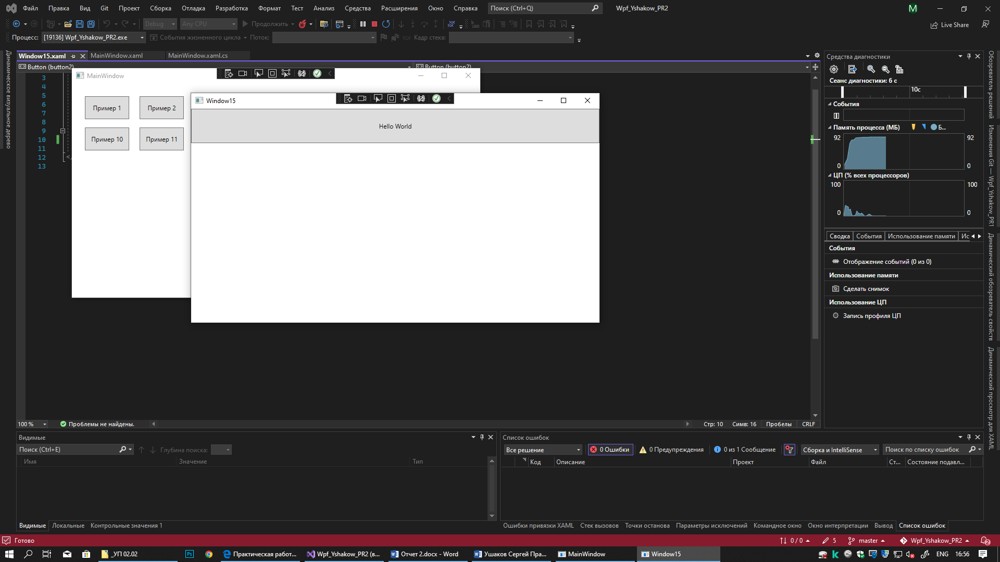 Файл Правка Вид Git Проект Сборка Отладка Разработка Формат Тест Анализ Средства Расширения Окно Справка Поиск (Ctrl+Q) Wpf_Yshakow_PR2 M
Debug Any CPU Продолжить Live Share
Процесс: [19136] Wpf_Yshakow_PR2.exe События жизненного цикла Поток: Кадр стека:
Динамическое визуальное дерево
Window15.xaml MainWindow.xaml MainWindow.xaml.cs
Button (button2) Button (button2)
3
4
5
6
7
8
9
10
11
12
13
MainWindow
Пример 1 Пример 2
Пример 10 Пример 11
Window15
Hello World
100 % Проблемы не найдены. Стр: 10 Симв: 16 Пробелы CRLF
Средства диагностики
Сеанс диагностики: 6 с
10с
События
Память процесса (МБ) Б...
92 92
0 0
ЦП (% всех процессоров)
100 100
0 0
Сводка События Использование памяти Ис
События
Отображение событий (0 из 0)
Использование памяти
Сделать снимок
Использование ЦП
Запись профиля ЦП
Обозреватель решений
Изменения Git — Wpf_Yshakow_PR1
Динамический обозреватель свойств
Динамический просмотр для XAML
Видимые
Поиск (Ctrl+E) Глубина поиска:
Имя Значение Тип
Видимые Локальные Контрольные значения 1
Список ошибок
Все решение 0 Ошибки 0 Предупреждения 0 из 1 Сообщение Сборка и IntelliSense Поиск по списку ошибок
Код Описание Проект Файл Ст... Состояние подавл...
Ошибки привязки XAML Стек вызовов Точки останова Параметры исключений Командное окно Окно интерпретации Вывод Список ошибок
Готово 0 / 0 5 master Wpf_Yshakow_PR2 2
_УП 02.02 Ps Практическая работ... Wpf_Yshakow_PR2 (в... Отчет 2.docx - Word Ушаков Сергей Пра... MainWindow Window15 ENG 16:56